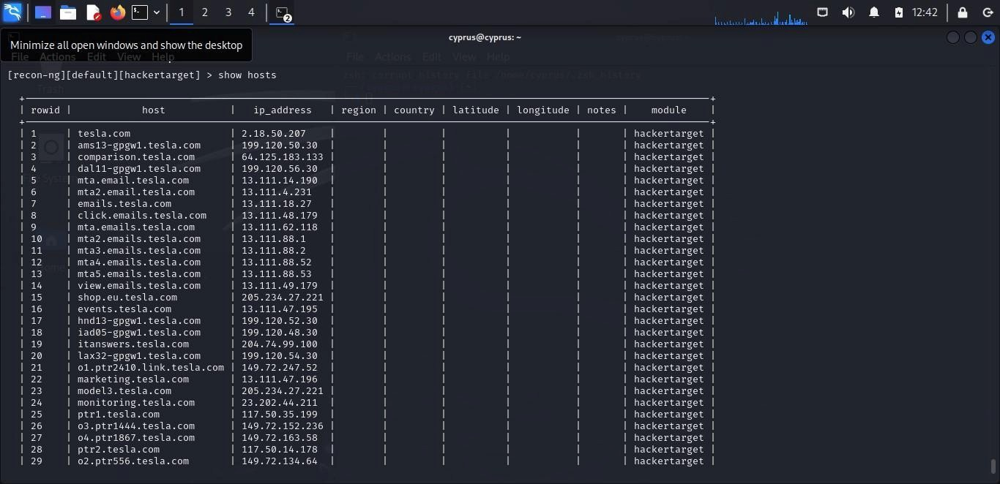 1 2 3 4 2 12:42
cyprus@cyprus: ~
Minimize all open windows and show the desktop
File Actions Edit View Help
File Actions Edit View Help
[recon-ng][default][hackertarget] > show hosts
zsh: corrupt history file /home/cyprus/.zsh_history
Trash
| rowid | host | ip_address | region | country | latitude | longitude | notes | module |
| 1 | tesla.com | 2.18.50.207 | | | | | | hackertarget |
| 2 | ams13-gpgw1.tesla.com | 199.120.50.30 | | | | | | hackertarget |
| 3 | comparison.tesla.com | 64.125.183.133 | | | | | | hackertarget |
| 4 | dal11-gpgw1.tesla.com | 199.120.56.30 | | | | | | hackertarget |
| 5 | mta.email.tesla.com | 13.111.14.190 | | | | | | hackertarget |
| 6 | mta2.email.tesla.com | 13.111.4.231 | | | | | | hackertarget |
| 7 | emails.tesla.com | 13.111.18.27 | | | | | | hackertarget |
| 8 | click.emails.tesla.com | 13.111.48.179 | | | | | | hackertarget |
| 9 | mta.emails.tesla.com | 13.111.62.118 | | | | | | hackertarget |
| 10 | mta2.emails.tesla.com | 13.111.88.1 | | | | | | hackertarget |
| 11 | mta3.emails.tesla.com | 13.111.88.2 | | | | | | hackertarget |
| 12 | mta4.emails.tesla.com | 13.111.88.52 | | | | | | hackertarget |
| 13 | mta5.emails.tesla.com | 13.111.88.53 | | | | | | hackertarget |
| 14 | view.emails.tesla.com | 13.111.49.179 | | | | | | hackertarget |
| 15 | shop.eu.tesla.com | 205.234.27.221 | | | | | | hackertarget |
| 16 | events.tesla.com | 13.111.47.195 | | | | | | hackertarget |
| 17 | hnd13-gpgw1.tesla.com | 199.120.52.30 | | | | | | hackertarget |
| 18 | iad05-gpgw1.tesla.com | 199.120.48.30 | | | | | | hackertarget |
| 19 | itanswers.tesla.com | 204.74.99.100 | | | | | | hackertarget |
| 20 | lax32-gpgw1.tesla.com | 199.120.54.30 | | | | | | hackertarget |
| 21 | o1.ptr2410.link.tesla.com | 149.72.247.52 | | | | | | hackertarget |
| 22 | marketing.tesla.com | 13.111.47.196 | | | | | | hackertarget |
| 23 | model3.tesla.com | 205.234.27.221 | | | | | | hackertarget |
| 24 | monitoring.tesla.com | 23.202.44.211 | | | | | | hackertarget |
| 25 | ptr1.tesla.com | 117.50.35.199 | | | | | | hackertarget |
| 26 | o3.ptr1444.tesla.com | 149.72.152.236 | | | | | | hackertarget |
| 27 | o4.ptr1867.tesla.com | 149.72.163.58 | | | | | | hackertarget |
| 28 | ptr2.tesla.com | 117.50.14.178 | | | | | | hackertarget |
| 29 | o2.ptr556.tesla.com | 149.72.134.64 | | | | | | hackertarget |